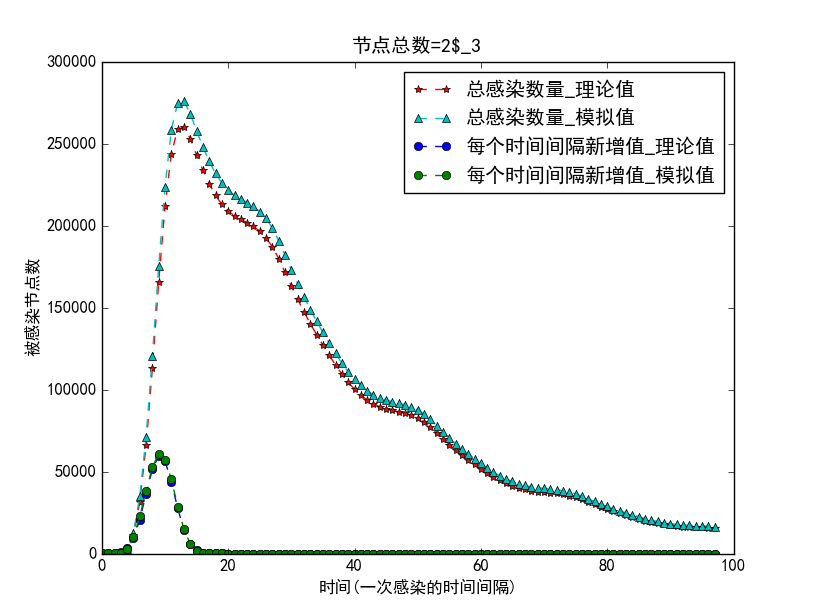 节点总数=2$_3
300000
250000
200000
150000
100000
50000
0
被感染节点数
总感染数量_理论值
总感染数量_模拟值
每个时间间隔新增值_理论值
每个时间间隔新增值_模拟值
0 20 40 60 80 100
时间(一次感染的时间间隔)